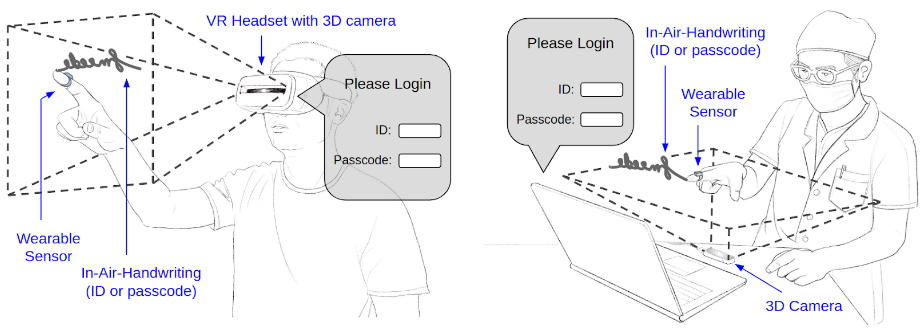 VR Headset with 3D camera
Please Login
ID:
Passcode:
Wearable
Sensor
In-Air-Handwriting
(ID or passcode)
Please Login
ID:
Passcode:
In-Air-Handwriting
(ID or passcode)
Wearable
Sensor
3D Camera